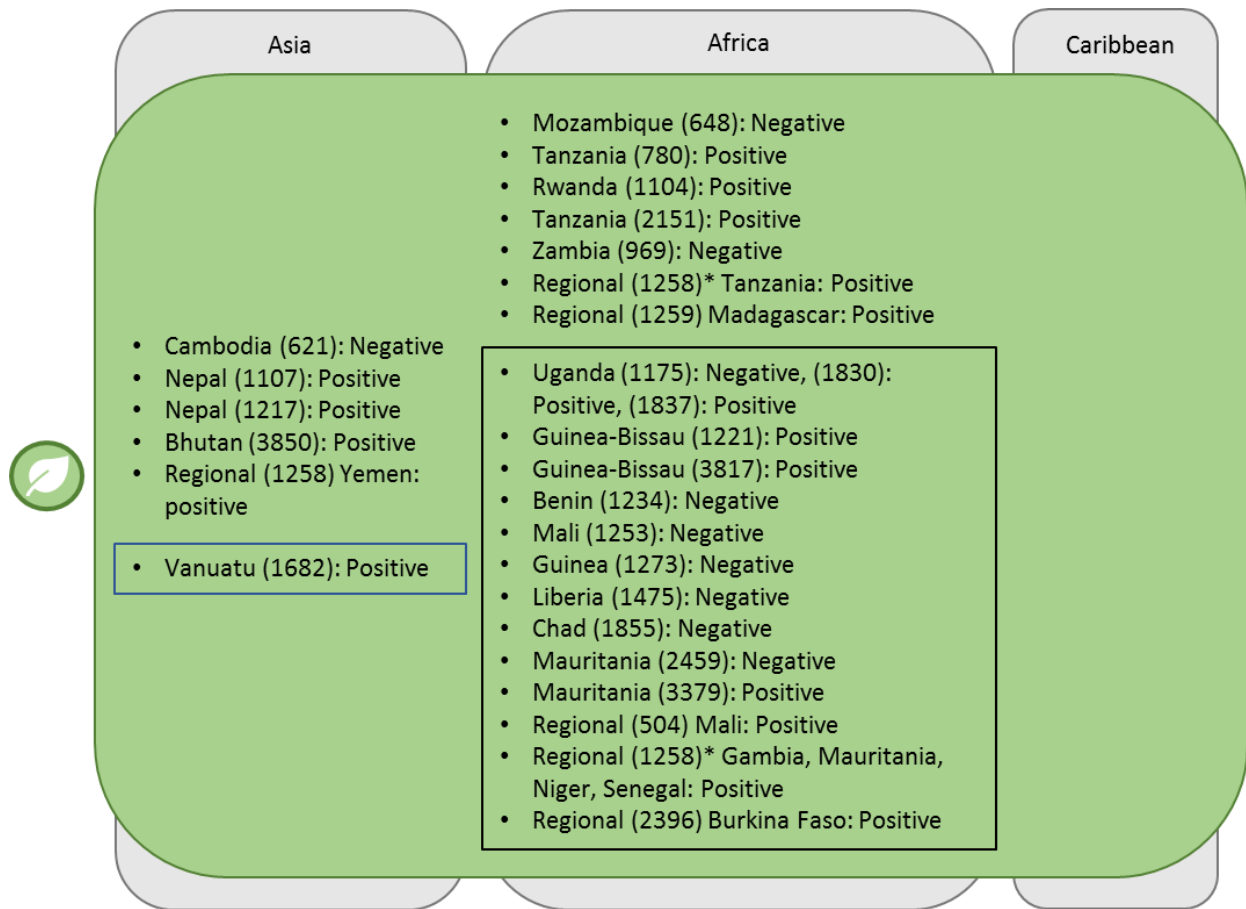 Asia
Africa
Caribbean
• Cambodia (621): Negative
• Nepal (1107): Positive
• Nepal (1217): Positive
• Bhutan (3850): Positive
• Regional (1258) Yemen:
positive
• Vanuatu (1682): Positive
• Mozambique (648): Negative
• Tanzania (780): Positive
• Rwanda (1104): Positive
• Tanzania (2151): Positive
• Zambia (969): Negative
• Regional (1258)* Tanzania: Positive
• Regional (1259) Madagascar: Positive
• Uganda (1175): Negative, (1830):
Positive, (1837): Positive
• Guinea-Bissau (1221): Positive
• Guinea-Bissau (3817): Positive
• Benin (1234): Negative
• Mali (1253): Negative
• Guinea (1273): Negative
• Liberia (1475): Negative
• Chad (1855): Negative
• Mauritania (2459): Negative
• Mauritania (3379): Positive
• Regional (504) Mali: Positive
• Regional (1258)* Gambia, Mauritania,
Niger, Senegal: Positive
• Regional (2396) Burkina Faso: Positive